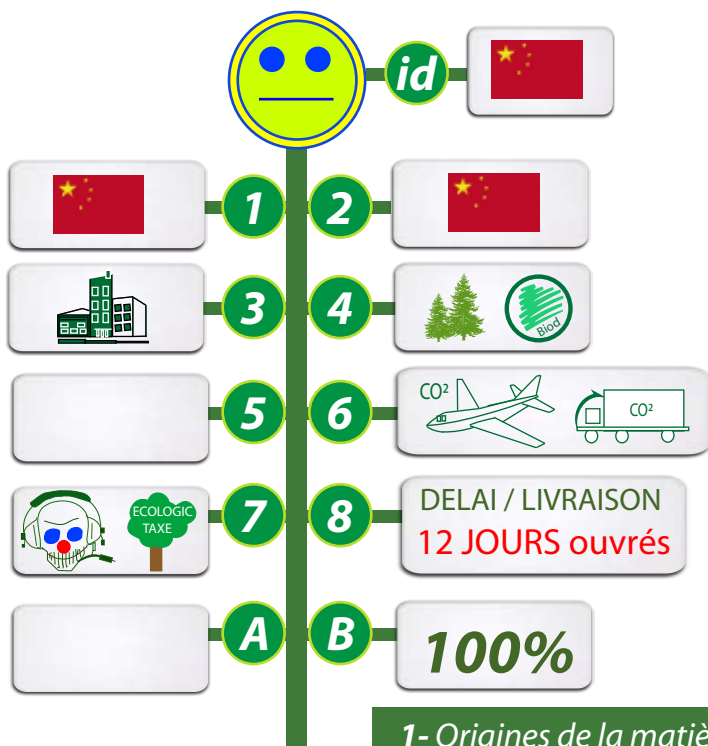 id
1
2
3
4
Biod
5
6
CO²
CO²
7
ECOLOGIC
TAXE
8
DELAI / LIVRAISON
12 JOURS ouvrés
A
B
100%
1- Origines de la matiè